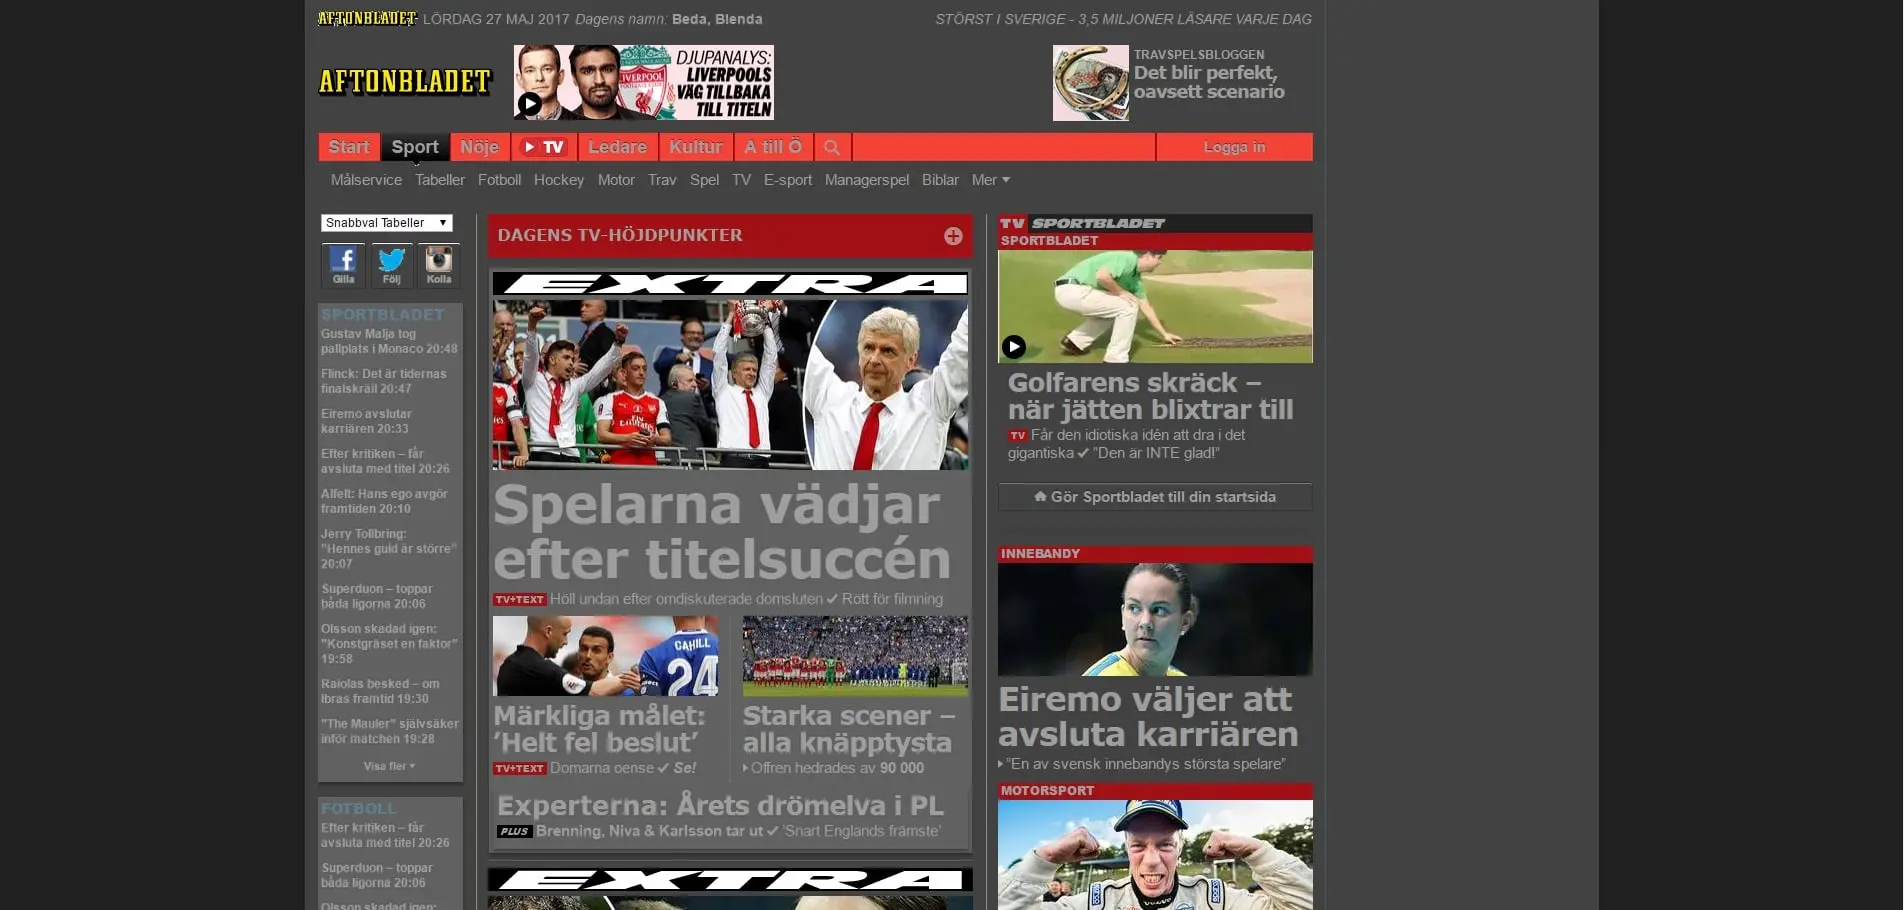 AFTONBLADET LÖRDAG 27 MAJ 2017 Dagens namn: Beda, Blenda
STÖRST I SVERIGE - 3,5 MILJONER LÄSARE VARJE DAG
AFTONBLADET
DJUPANALYS:
LIVERPOOLS
VÄG TILLBAKA
TILL TITELN
LIVERPOOL
TRAVSPELSBLOGGEN
Det blir perfekt,
oavsett scenario
Start Sport Nöje TV Ledare Kultur A till Ö
Logga in
Målservice Tabeller Fotboll Hockey Motor Trav Spel TV E-sport Managerspel Biblar Mer
Snabbval Tabeller
Gilla Följ Kolla
SPORTBLADET
Gustav Malja tog
pallplats i Monaco 20:48
Flinck: Det är tidernas
finalskräll 20:47
Eiremo avslutar
karriären 20:33
Efter kritiken – får
avsluta med titel 20:26
Alfelt: Hans ego avgör
framtiden 20:10
Jerry Tollbring:
"Hennes guld är större"
20:07
Superduon – toppar
båda ligorna 20:06
Olsson skadad igen:
"Konstgräset en faktor"
19:58
Raiolas besked – om
Ibras framtid 19:30
"The Mauler" självsäker
inför matchen 19:28
Visa fler
FOTBOLL
Efter kritiken – får
avsluta med titel 20:26
Superduon – toppar
båda ligorna 20:06
Olsson skadad igen:
DAGENS TV-HÖJDPUNKTER
EXTRA
Spelarna vädjar
efter titelsuccén
TV+TEXT Höll undan efter omdiskuterade domsluten ✓ Rött för filmning
CAHILL
24
Märkliga målet:
’Helt fel beslut’
TV+TEXT Domarna oense ✓ Se!
Starka scener –
alla knäpptysta
Offren hedrades av 90 000
Experterna: Årets drömelva i PL
PLUS Brenning, Niva & Karlsson tar ut ✓ ’Snart Englands främste’
EXTRA
TV SPORTBLADET
SPORTBLADET
Golfarens skräck –
när jätten blixtrar till
TV Får den idiotiska idén att dra i det
gigantiska ✓ ”Den är INTE glad!”
Gör Sportbladet till din startsida
INNEBANDY
Eiremo väljer att
avsluta karriären
”En av svensk innebandys största spelare”
MOTORSPORT